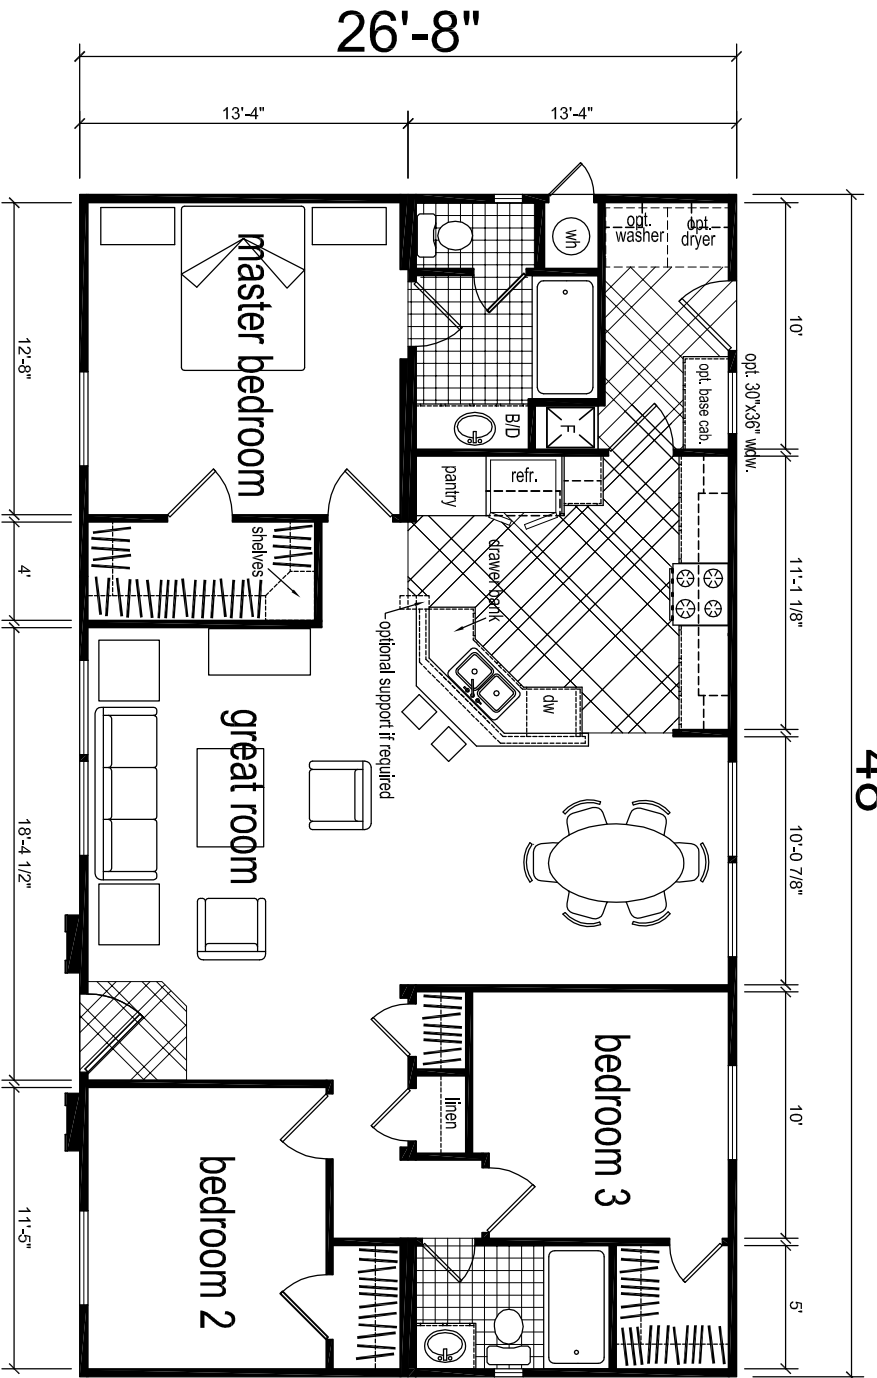 26'-8"
13'-4"
13'-4"
wh
opt.
washer
opt.
dryer
master bedroom
12'-8"
10'
opt. 30"x36" wdw.
opt. base cab.
B/D
F
pantry
refr.
shelves
4'
drawer bank
11'-1 1/8"
optional support if required
dw
great room
48
18'-4 1/2"
10'-0 7/8"
linen
bedroom 3
10'
bedroom 2
11'-5"
5'